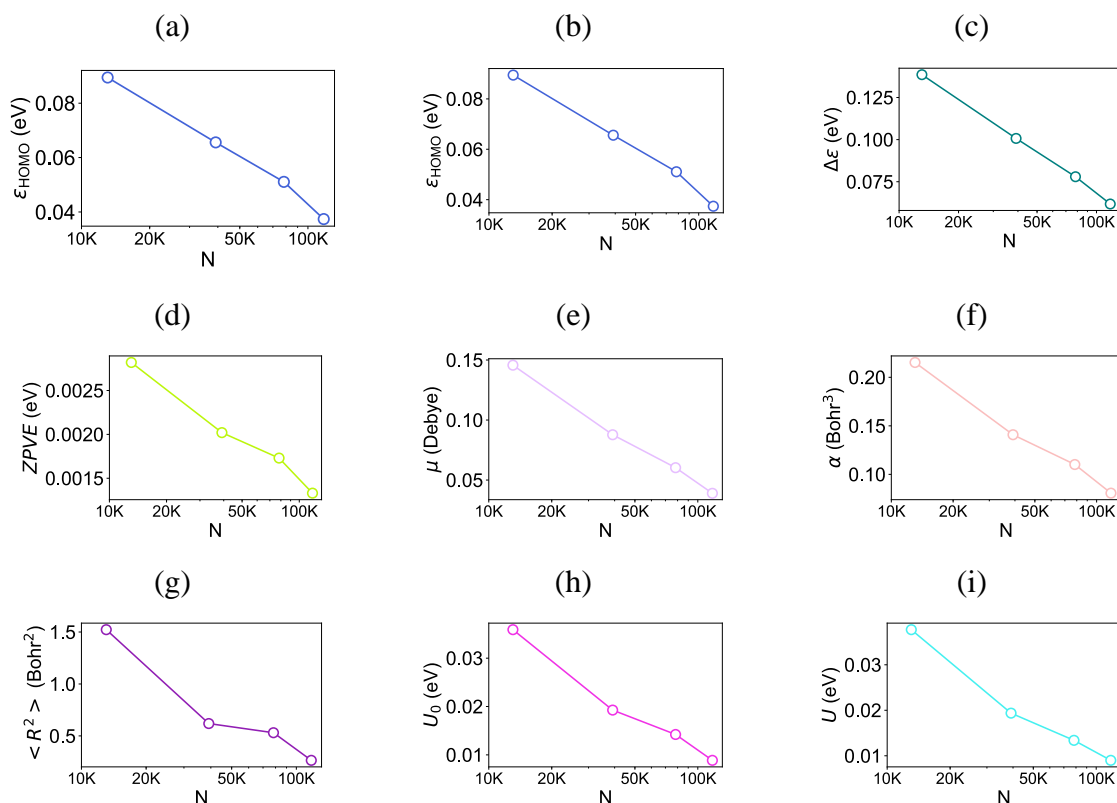 (a)
(b)
(c)
0.08
0.06
0.04
ε_HOMO (eV)
10K 20K 50K 100K
N
0.08
0.06
0.04
ε_HOMO (eV)
10K 20K 50K 100K
N
0.125
0.100
0.075
Δε (eV)
10K 20K 50K 100K
N
(d)
(e)
(f)
0.0025
0.0020
0.0015
ZPVE (eV)
10K 20K 50K 100K
N
0.15
0.10
0.05
μ (Debye)
10K 20K 50K 100K
N
0.20
0.15
0.10
α (Bohr³)
10K 20K 50K 100K
N
(g)
(h)
(i)
1.5
1.0
0.5
< R² > (Bohr²)
10K 20K 50K 100K
N
0.03
0.02
0.01
U₀ (eV)
10K 20K 50K 100K
N
0.03
0.02
0.01
U (eV)
10K 20K 50K 100K
N